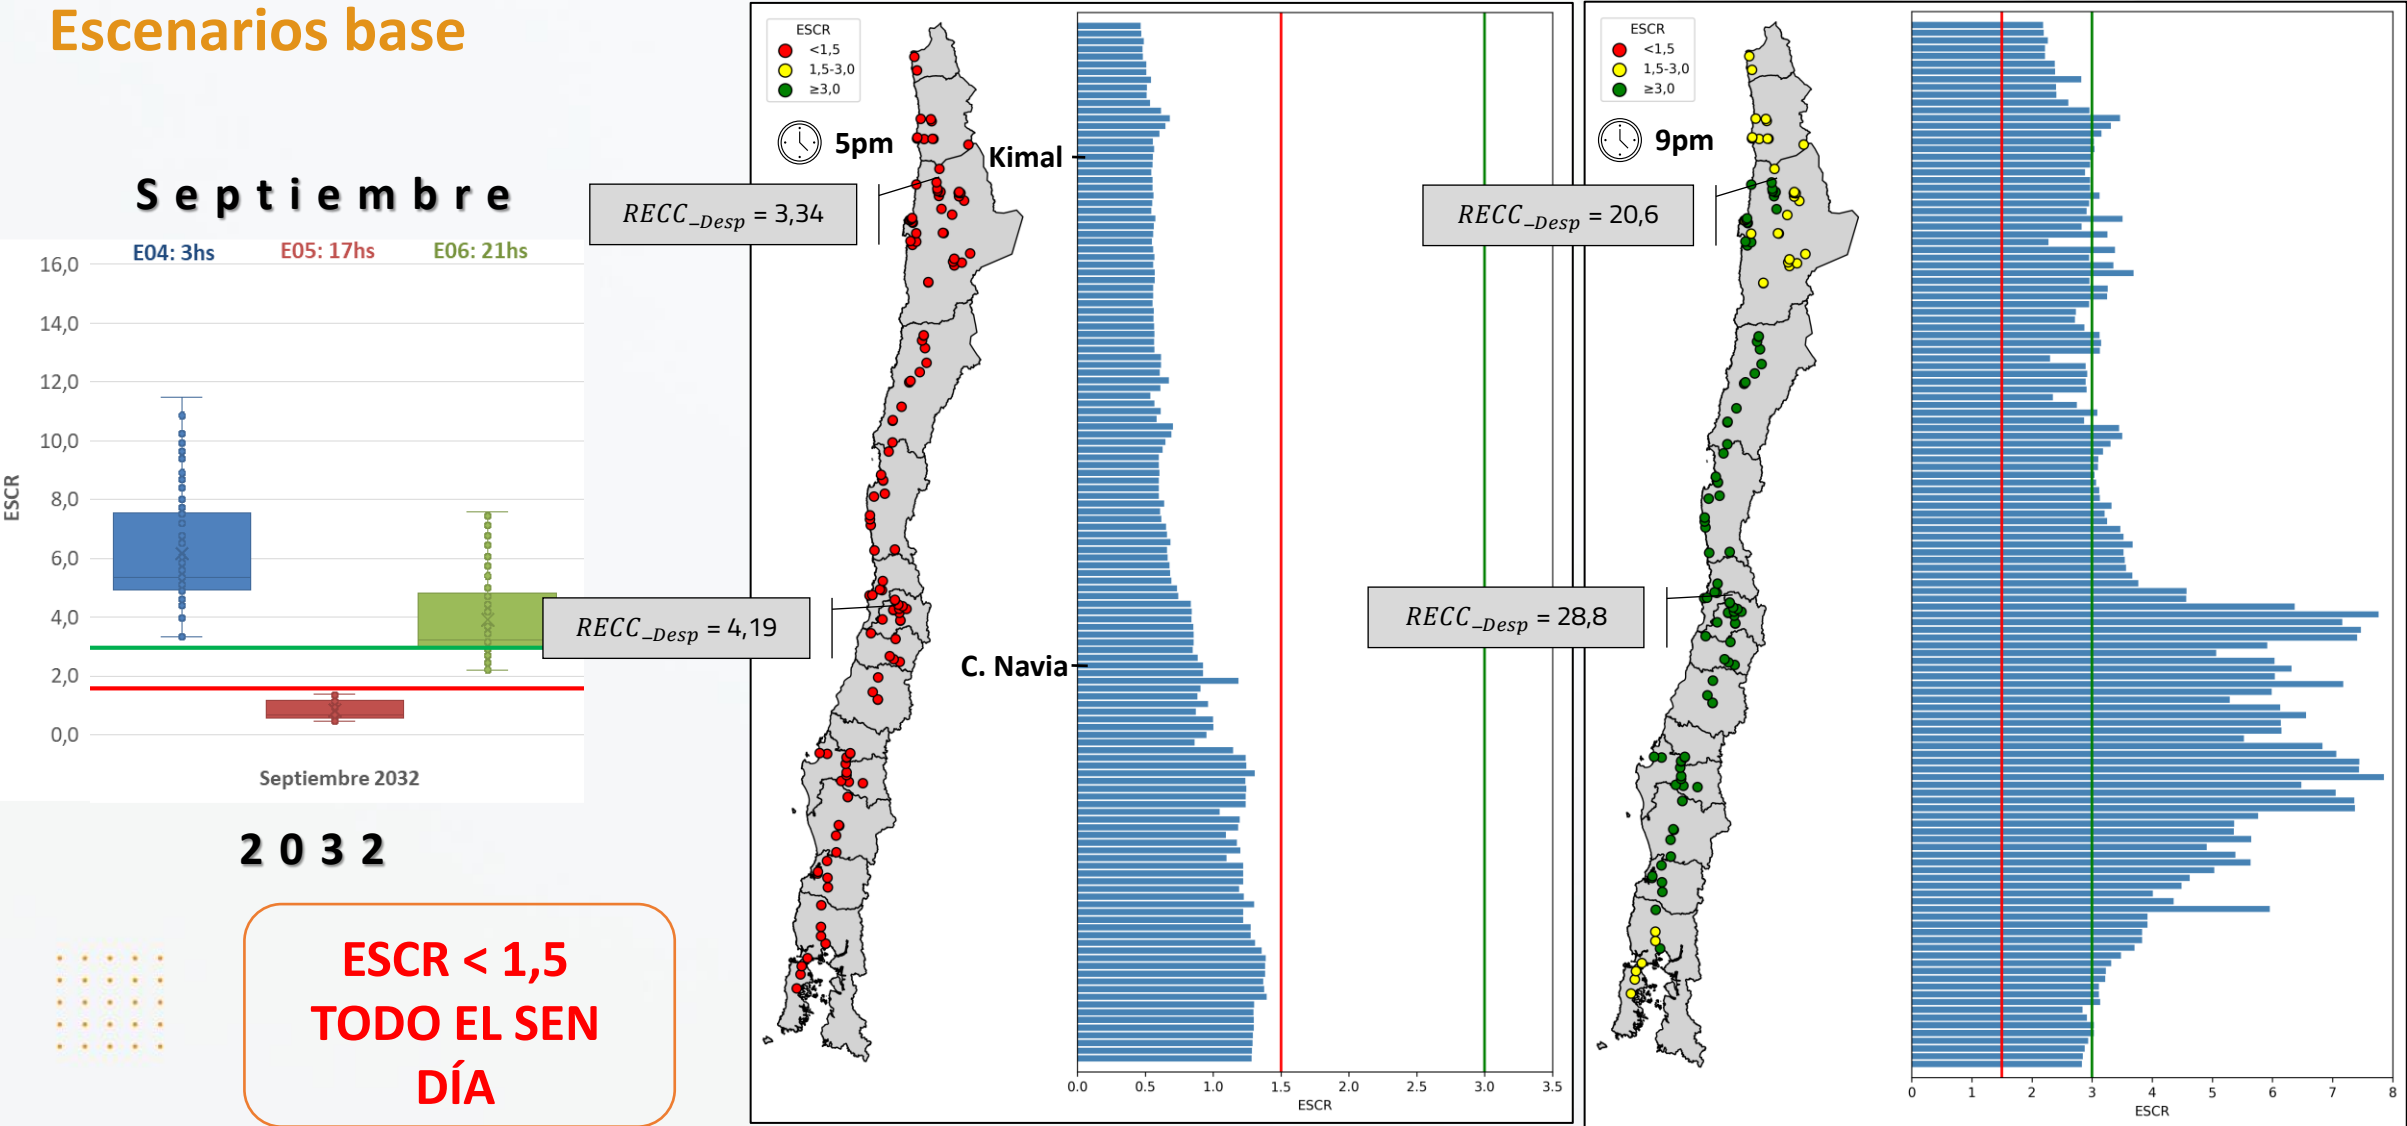 Escenarios base
Septiembre
E04: 3hs
E05: 17hs
E06: 21hs
16,0
14,0
12,0
10,0
8,0
6,0
4,0
2,0
0,0
ESCR
Septiembre 2032
2032
ESCR < 1,5
TODO EL SEN
DÍA
ESCR
<1,5
1,5-3,0
≥3,0
5pm
Kimal
RECC_Desp = 3,34
RECC_Desp = 4,19
C. Navia
0.0 0.5 1.0 1.5 2.0 2.5 3.0 3.5
ESCR
ESCR
<1,5
1,5-3,0
≥3,0
9pm
RECC_Desp = 20,6
RECC_Desp = 28,8
0 1 2 3 4 5 6 7 8
ESCR